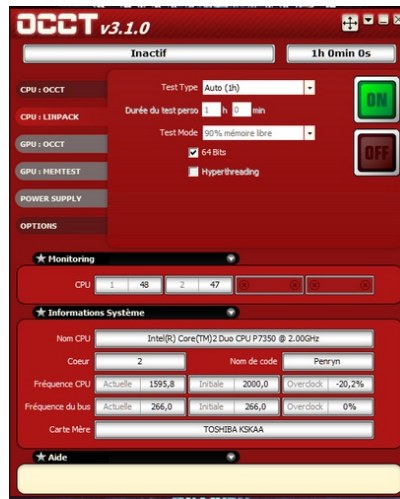 OCCT v3.1.0
Inactif 1h 0min 0s
CPU : OCCT
CPU : LINPACK
GPU : OCCT
GPU : MEMTEST
POWER SUPPLY
OPTIONS
Test Type Auto (1h)
Durée du test perso 1 h 0 min
Test Mode 90% mémoire libre
64 Bits
Hyperthreading
ON
OFF
Monitoring
CPU 1 48 2 47
Informations Système
Nom CPU Intel(R) Core(TM)2 Duo CPU P7350 @ 2.00GHz
Coeur 2 Nom de code Penryn
Fréquence CPU Actuelle 1595,8 Initiale 2000,0 Overclock -20,2%
Fréquence du bus Actuelle 266,0 Initiale 266,0 Overclock 0%
Carte Mère TOSHIBA KSKAA
Aide